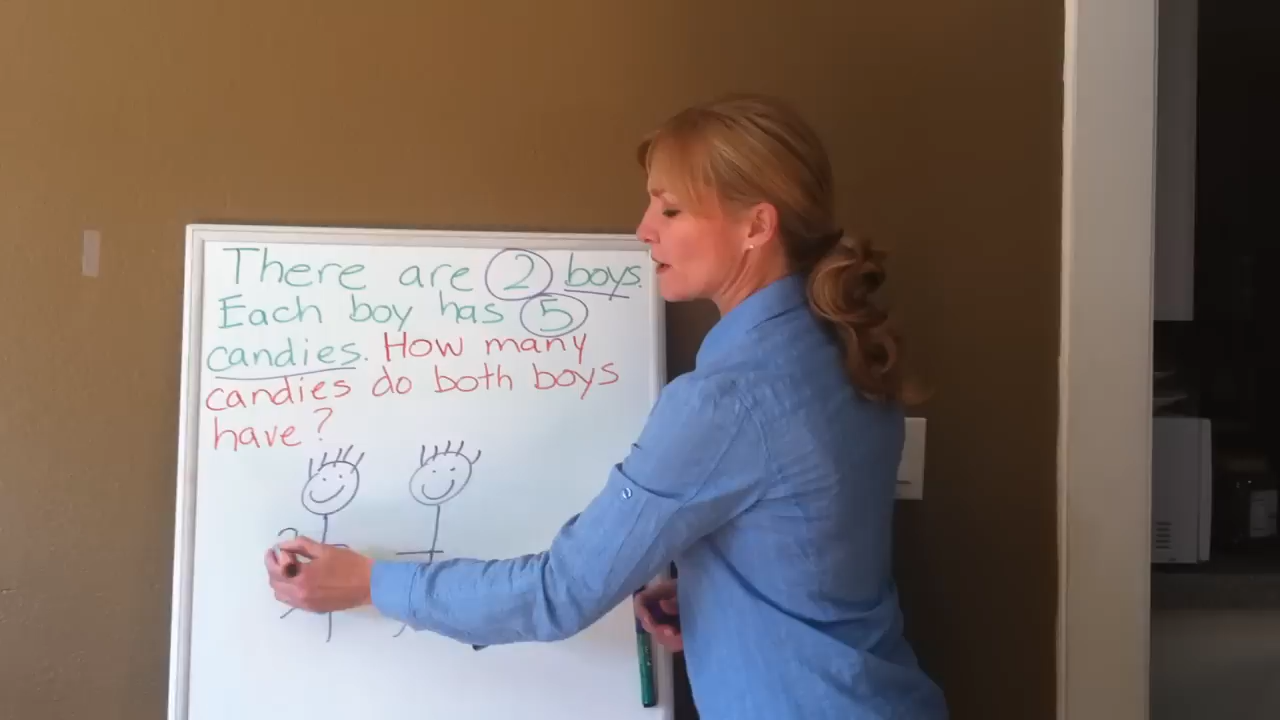 There are 2 boys.
Each boy has 5
candies. How many
candies do both boys
have?